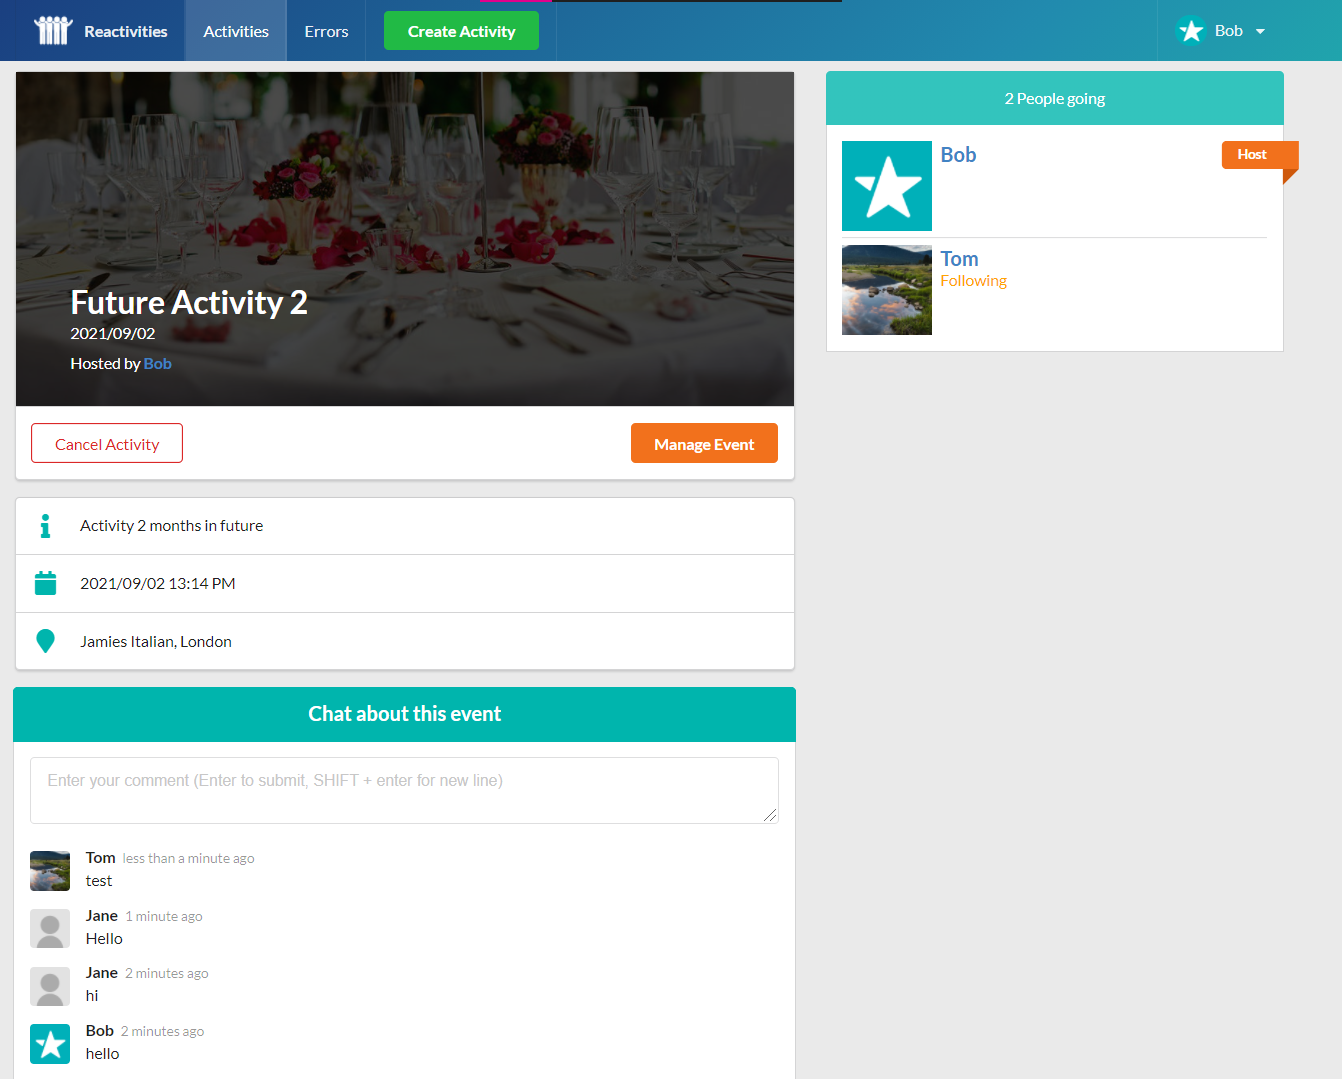 Reactivities
Activities
Errors
Create Activity
Bob
Future Activity 2
2021/09/02
Hosted by Bob
Cancel Activity
Manage Event
Activity 2 months in future
2021/09/02 13:14 PM
Jamies Italian, London
Chat about this event
Enter your comment (Enter to submit, SHIFT + enter for new line)
Tom less than a minute ago
test
Jane 1 minute ago
Hello
Jane 2 minutes ago
hi
Bob 2 minutes ago
hello
2 People going
Bob
Host
Tom
Following